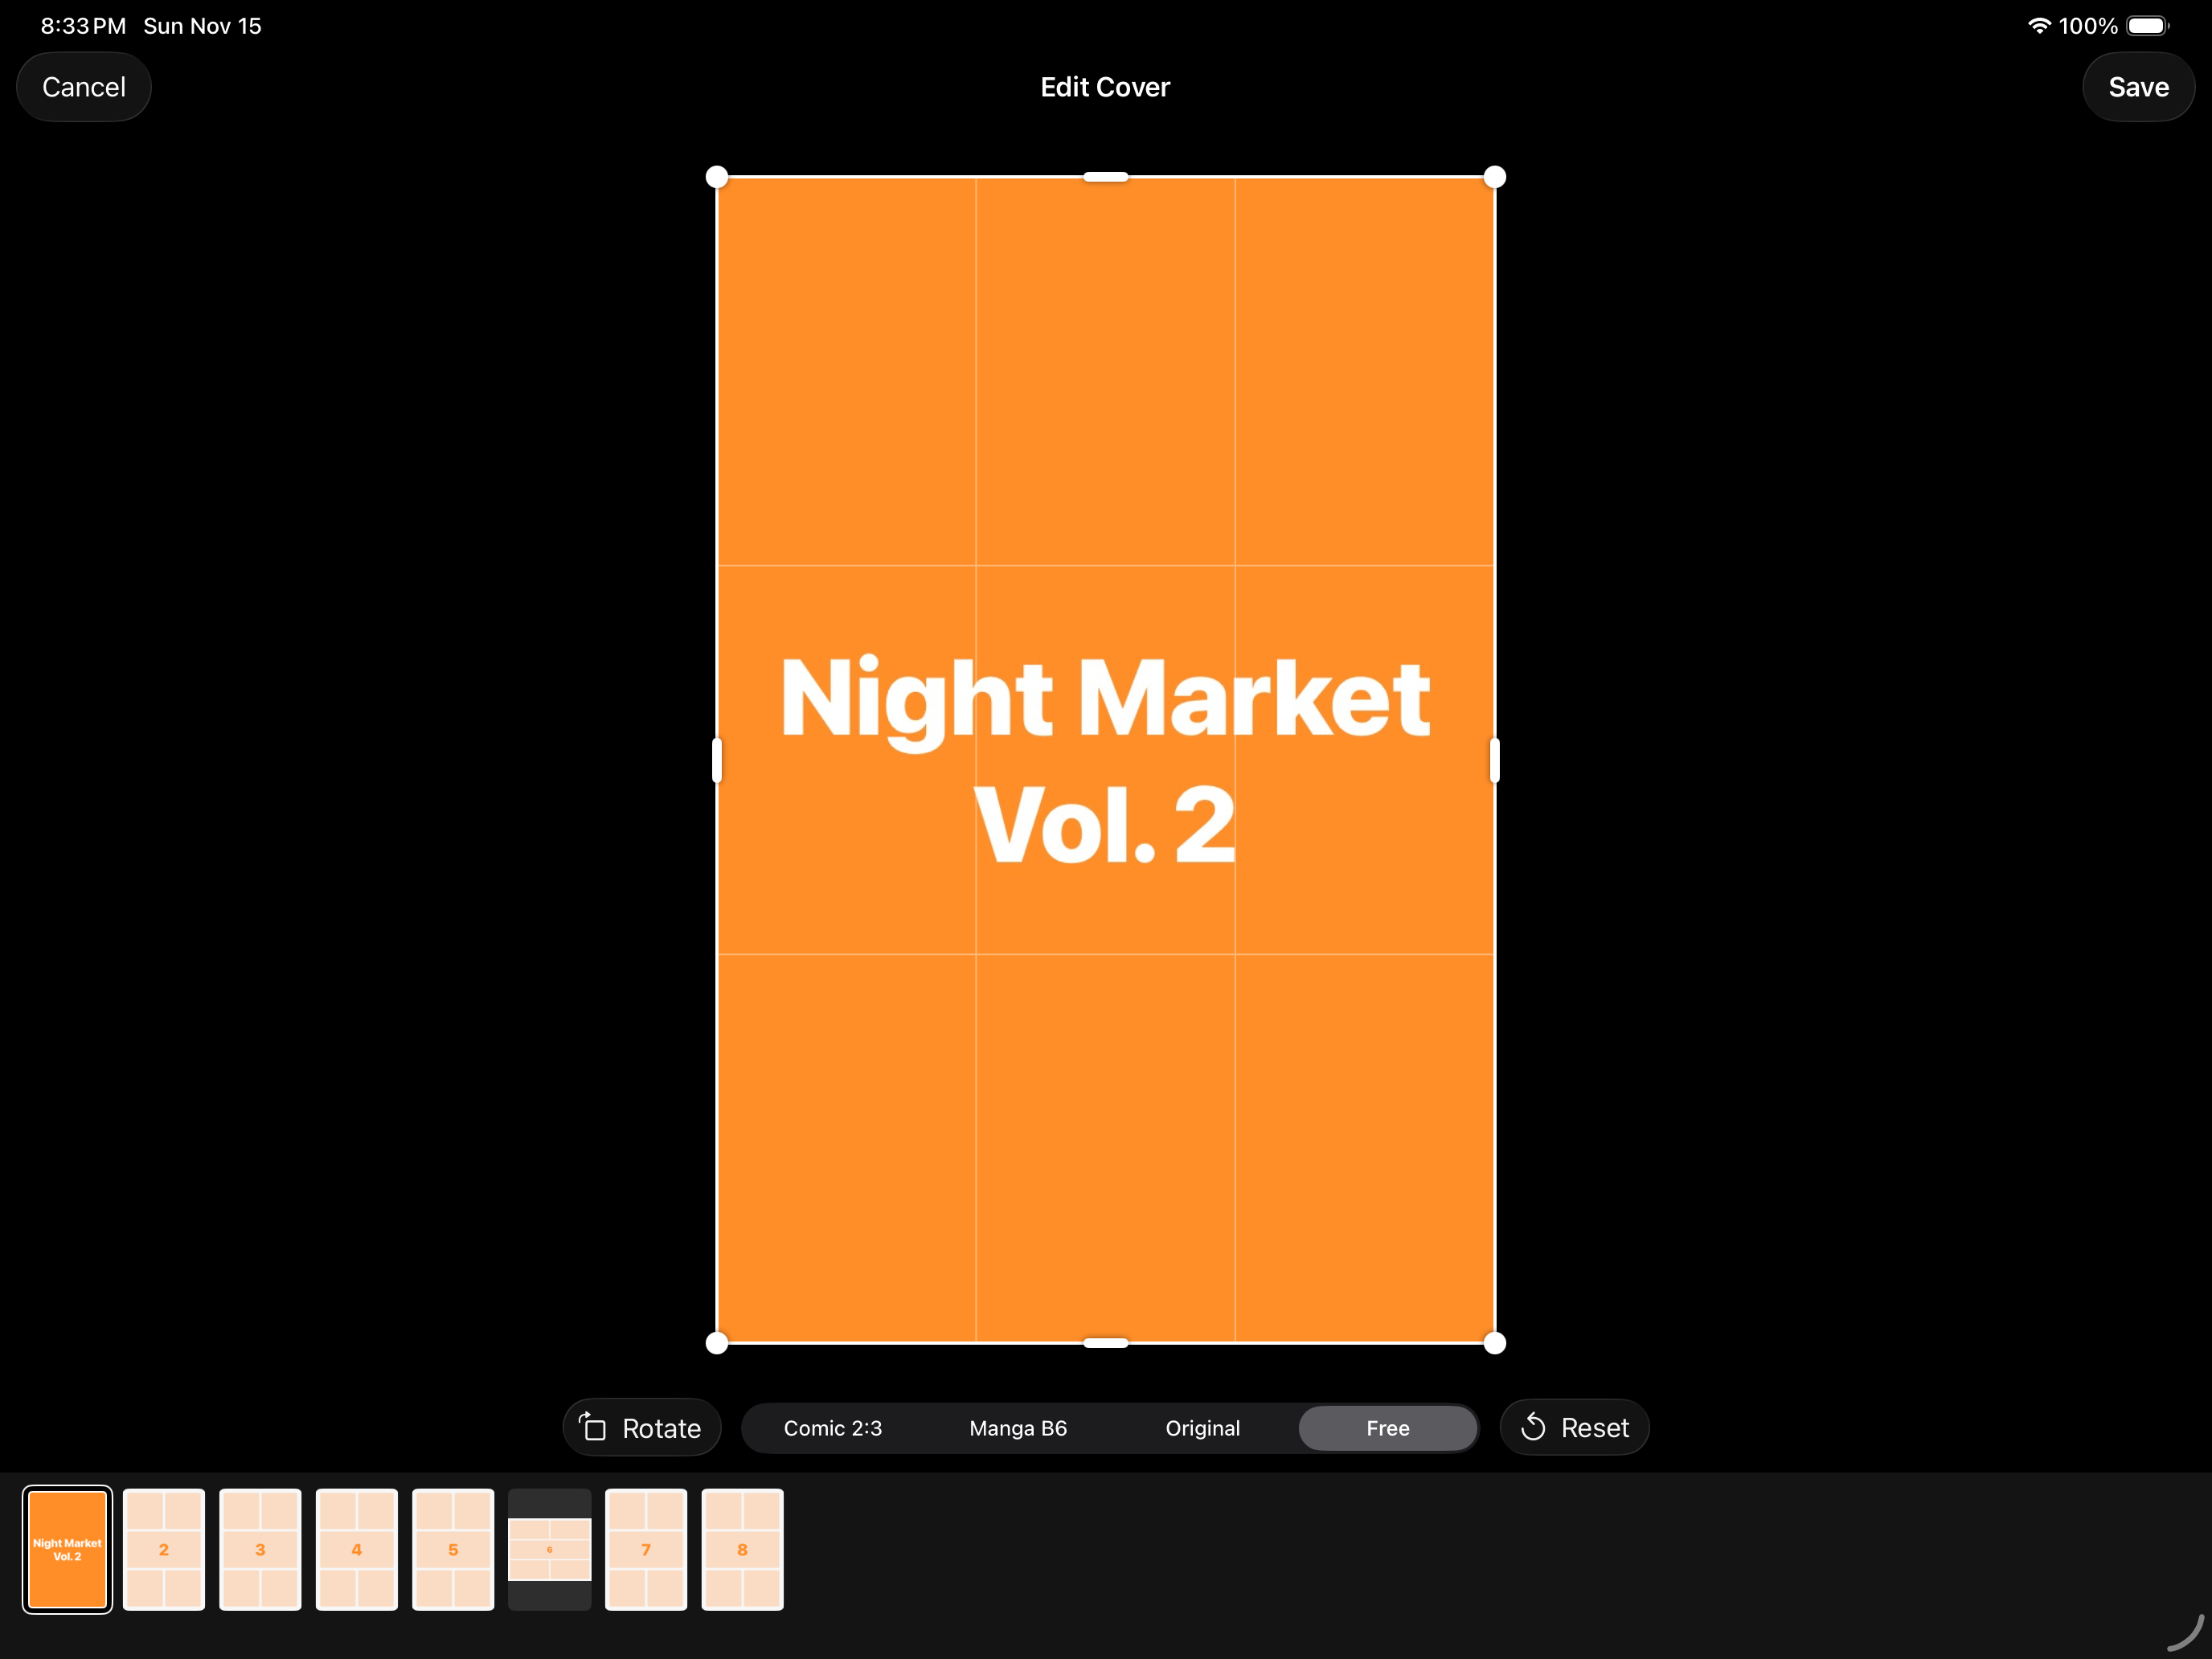 8:33 PM Sun Nov 15
100%
Cancel
Edit Cover
Save
Night Market
Vol. 2
Rotate
Comic 2:3
Manga B6
Original
Free
Reset
Night Market
Vol. 2
2
3
4
5
6
7
8